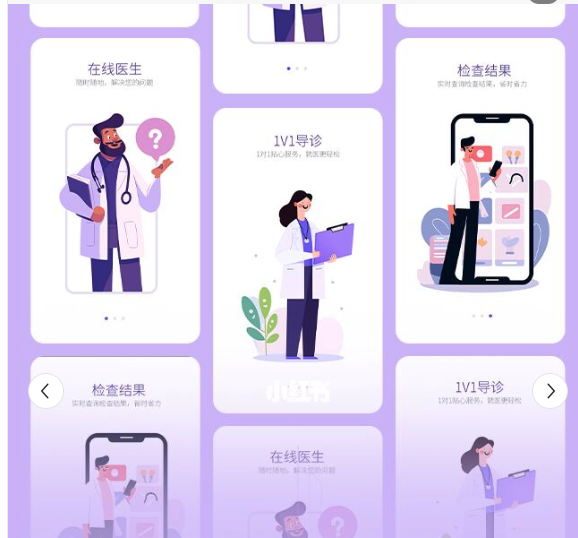 在线医生
随时随地，解决您的问题
?
1V1导诊
1对1贴心服务，就医更轻松
小红书
检查结果
实时查询检查结果，省时省力
检查结果
实时查询检查结果，省时省力
在线医生
随时随地，解决您的问题
?
1V1导诊
1对1贴心服务，就医更轻松